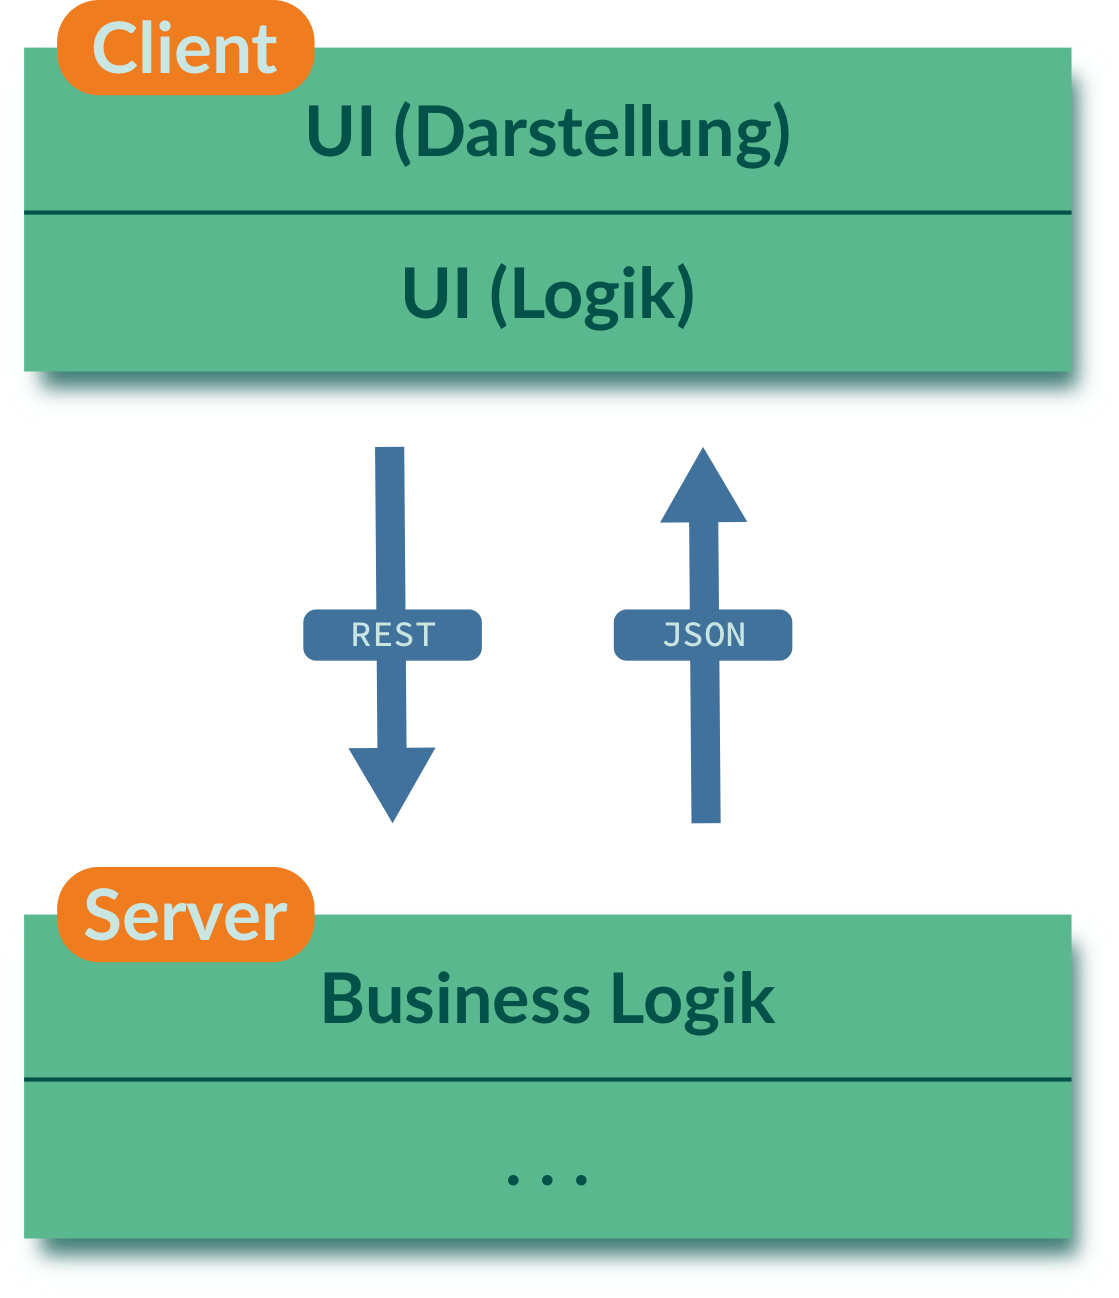 Client
UI (Darstellung)
UI (Logik)
REST
JSON
Server
Business Logik
...